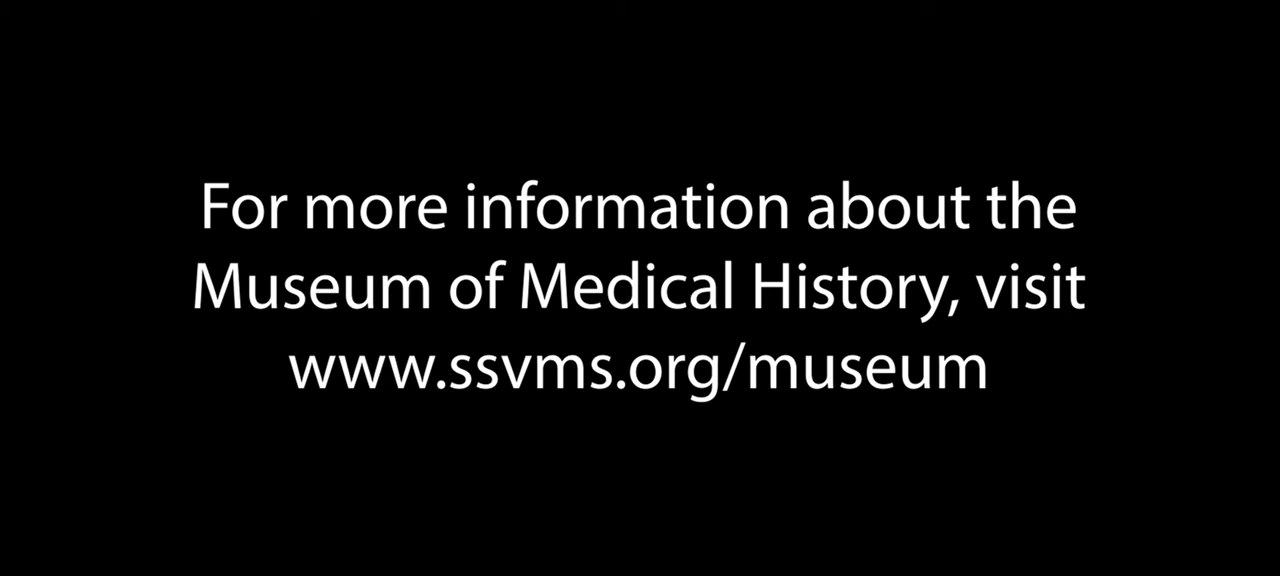 For more information about the
Museum of Medical History, visit
www.ssvms.org/museum